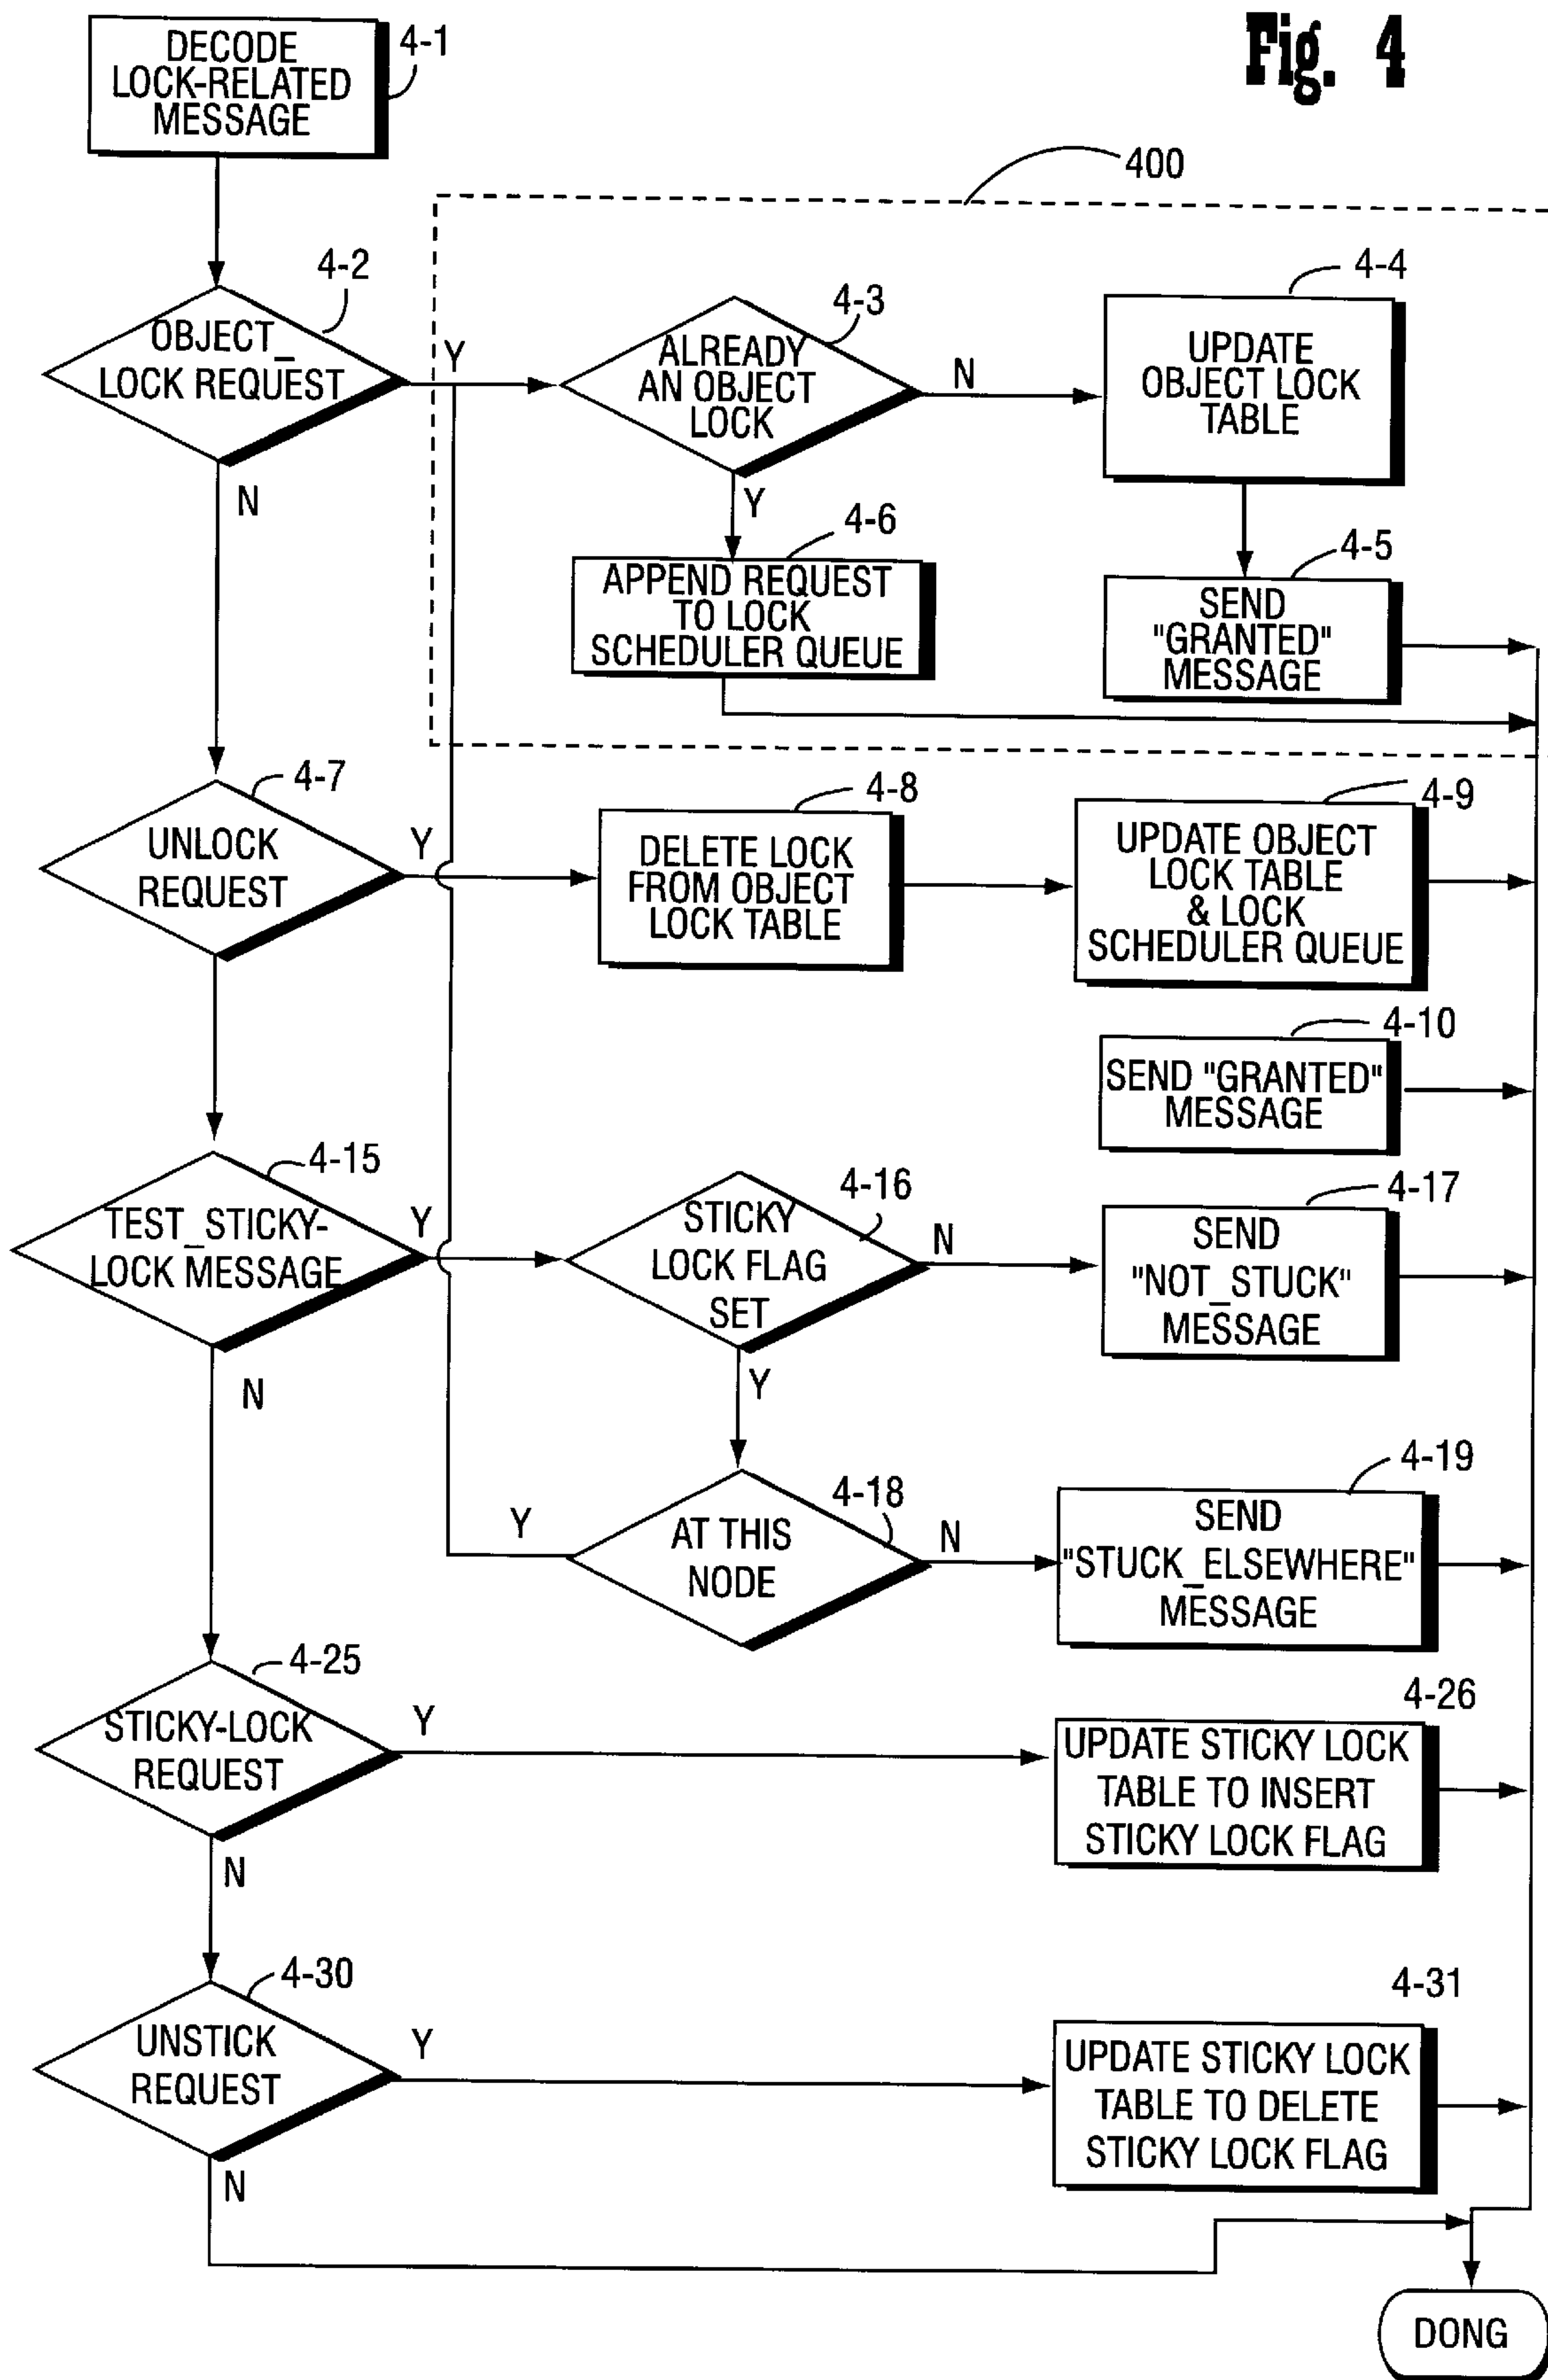 Fig. 4
DECODE
LOCK-RELATED
MESSAGE
4-1
400
4-2
OBJECT_
LOCK REQUEST
Y
N
4-3
ALREADY
AN OBJECT
LOCK
N
Y
4-4
UPDATE
OBJECT LOCK
TABLE
4-6
APPEND REQUEST
TO LOCK
SCHEDULER QUEUE
4-5
SEND
"GRANTED"
MESSAGE
4-7
UNLOCK
REQUEST
Y
4-8
DELETE LOCK
FROM OBJECT
LOCK TABLE
4-9
UPDATE OBJECT
LOCK TABLE
& LOCK
SCHEDULER QUEUE
4-10
SEND "GRANTED"
MESSAGE
4-15
TEST_STICKY-
LOCK MESSAGE
Y
N
4-16
STICKY
LOCK FLAG
SET
N
Y
4-17
SEND
"NOT_STUCK"
MESSAGE
4-18
AT THIS
NODE
Y
N
4-19
SEND
"STUCK_ELSEWHERE"
MESSAGE
4-25
STICKY-LOCK
REQUEST
Y
N
4-26
UPDATE STICKY LOCK
TABLE TO INSERT
STICKY LOCK FLAG
4-30
UNSTICK
REQUEST
Y
N
4-31
UPDATE STICKY LOCK
TABLE TO DELETE
STICKY LOCK FLAG
DONG